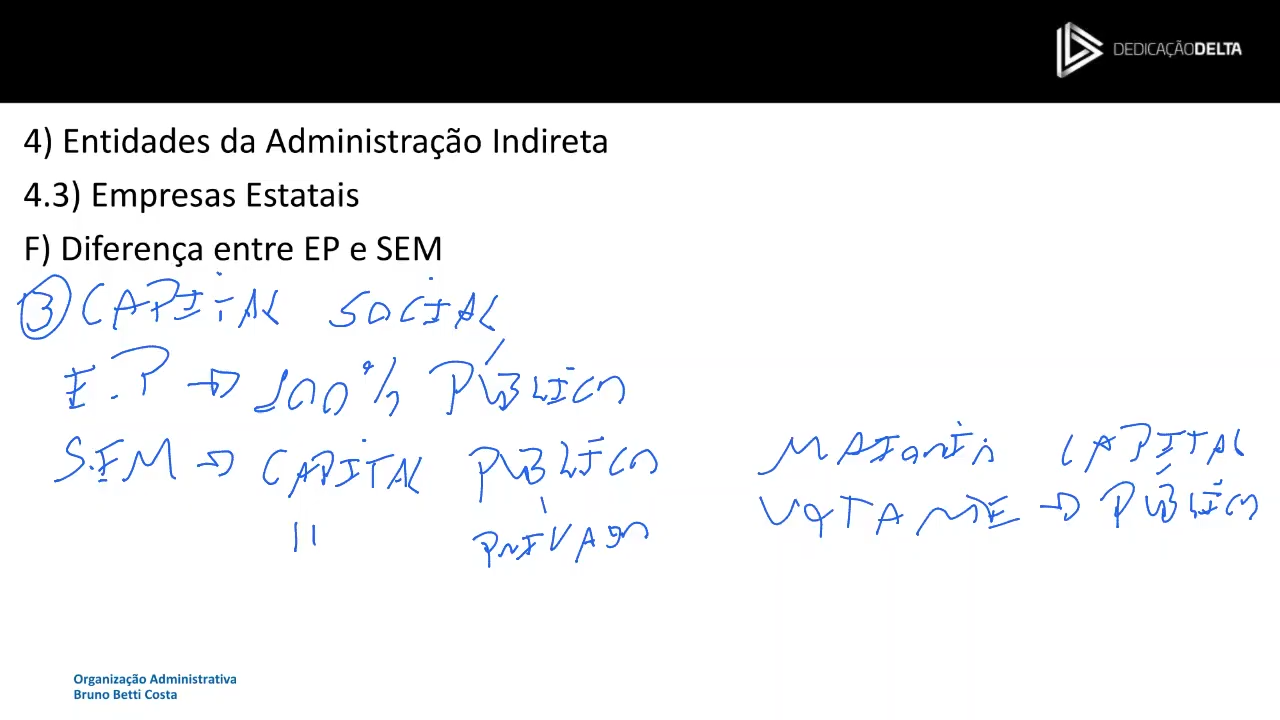 DEDICAÇÃODELTA
4) Entidades da Administração Indireta
4.3) Empresas Estatais
F) Diferença entre EP e SEM
3 CAPITAL SOCIAL
E.P → 100% PÚBLICO
S.E.M → CAPITAL PÚBLICO
" PRIVADO
MAIORIA CAPITAL
VOTANTE → PÚBLICO
Organização Administrativa
Bruno Betti Costa